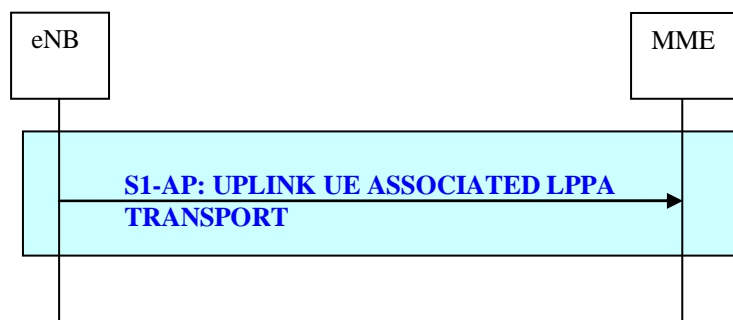 eNB
MME
S1-AP: UPLINK UE ASSOCIATED LPPA
TRANSPORT